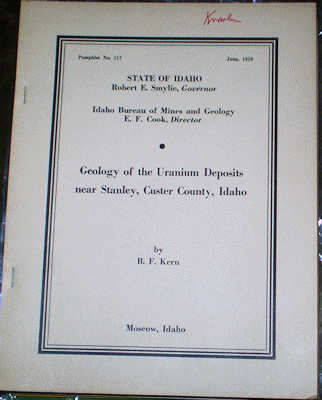 Pamphlet No. 117 June, 1959
STATE OF IDAHO
Robert E. Smylie, Governor
Idaho Bureau of Mines and Geology
E. F. Cook, Director
Geology of the Uranium Deposits
near Stanley, Custer County, Idaho
by
B. F. Kern
Moscow, Idaho